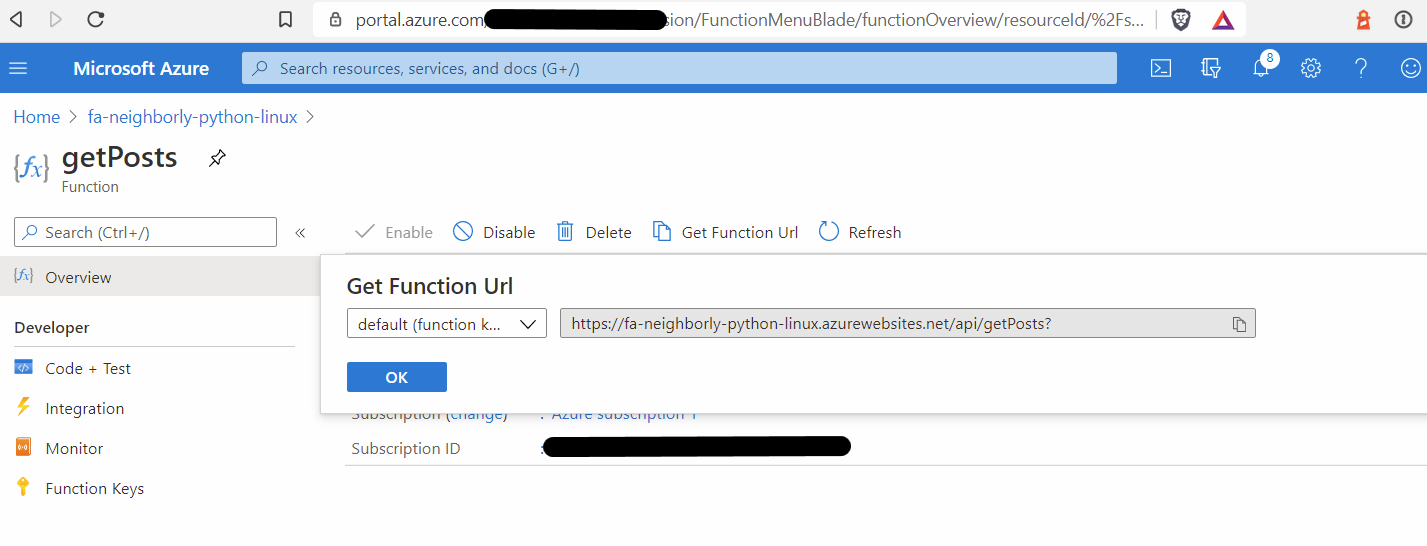 portal.azure.com sion/FunctionMenuBlade/functionOverview/resourceId/%2Fs...
Microsoft Azure
Search resources, services, and docs (G+/)
8
Home > fa-neighborly-python-linux >
getPosts
Function
Search (Ctrl+/)
«
Enable
Disable
Delete
Get Function Url
Refresh
Overview
Get Function Url
default (function k...
https://fa-neighborly-python-linux.azurewebsites.net/api/getPosts?
OK
Developer
Code + Test
Integration
Monitor
Function Keys
Subscription (change) : Azure subscription 1
Subscription ID :